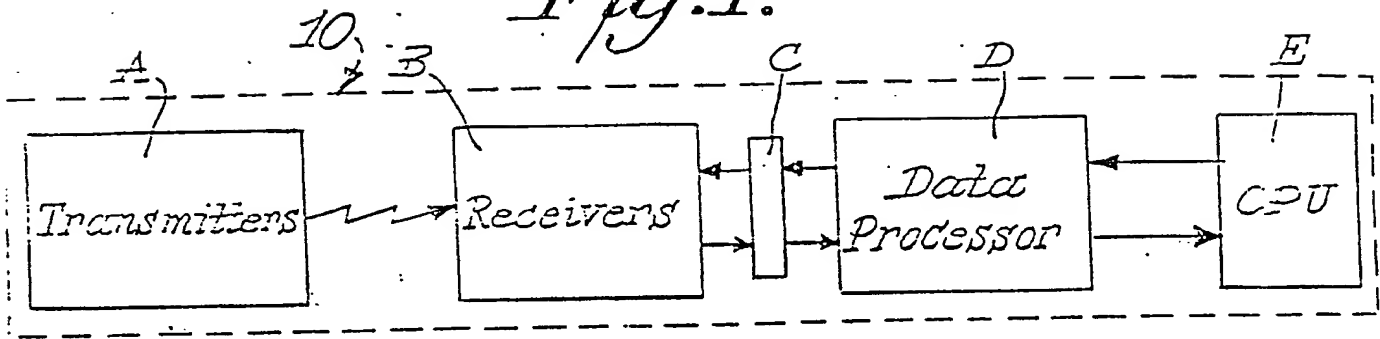 Fig.1.
10
A
B
C
D
E
Transmitters
Receivers
Data
Processor
CPU